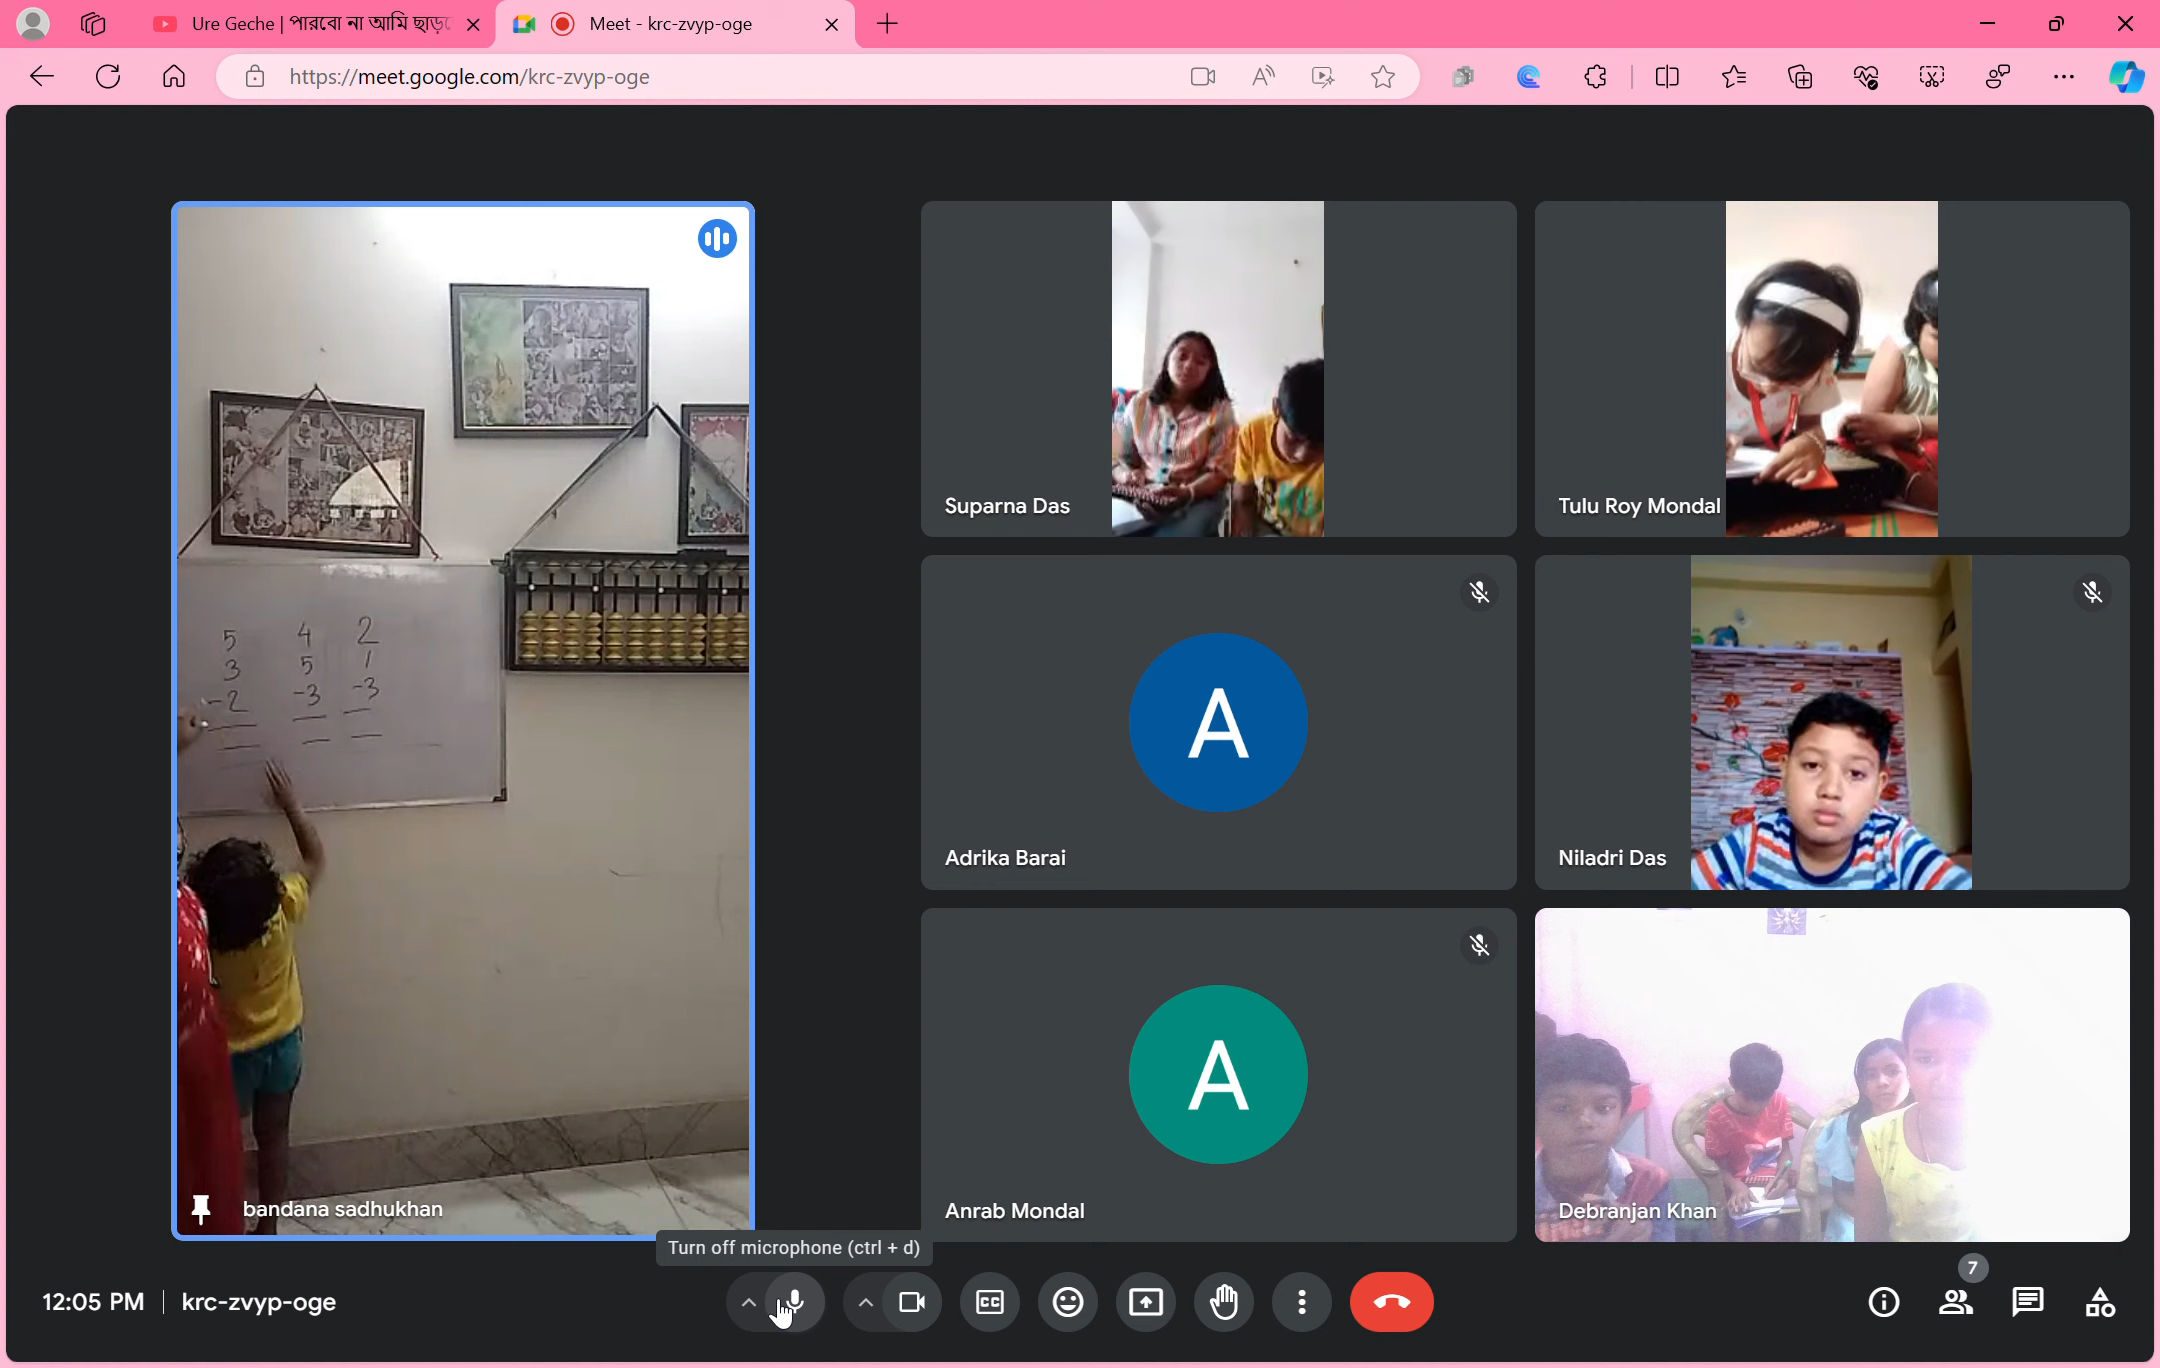 Ure Geche | পারবো না আমি ছাড়
Meet - krc-zvyp-oge
https://meet.google.com/krc-zvyp-oge
Suparna Das
Tulu Roy Mondal
5 4 2
3 5 1
-2 -3 -3
A
Adrika Barai
Niladri Das
A
Anrab Mondal
Debranjan Khan
bandana sadhukhan
Turn off microphone (ctrl + d)
12:05 PM
krc-zvyp-oge
CC
7